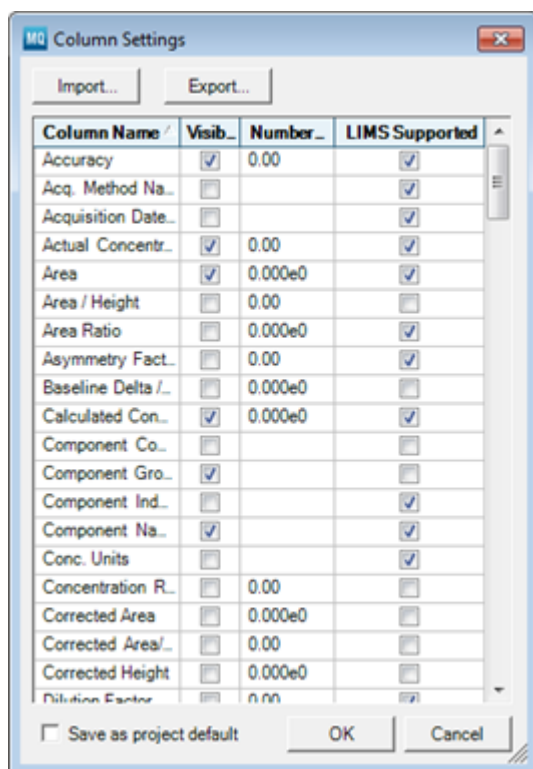 MQ Column Settings
Import... Export...
Column Name Visib... Number... LIMS Supported
Accuracy 0.00
Acq. Method Na...
Acquisition Date...
Actual Concentr... 0.00
Area 0.000e0
Area / Height 0.00
Area Ratio 0.000e0
Asymmetry Fact... 0.00
Baseline Delta /... 0.000e0
Calculated Con... 0.000e0
Component Co...
Component Gro...
Component Ind...
Component Na...
Conc. Units
Concentration R... 0.00
Corrected Area 0.000e0
Corrected Area/... 0.00
Corrected Height 0.000e0
Dilution Factor 0.00
Save as project default OK Cancel